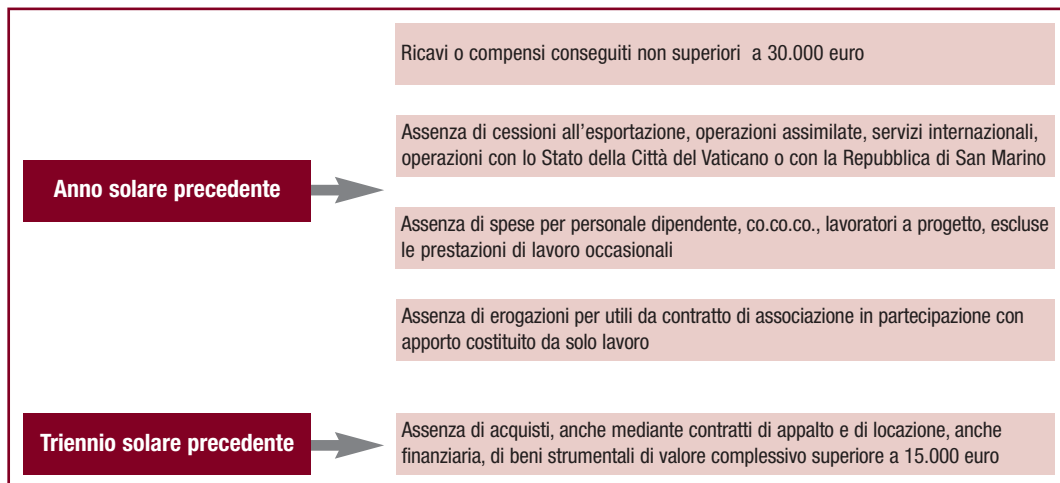 Ricavi o compensi conseguiti non superiori a 30.000 euro
Assenza di cessioni all'esportazione, operazioni assimilate, servizi internazionali,
operazioni con lo Stato della Città del Vaticano o con la Repubblica di San Marino
Anno solare precedente
Assenza di spese per personale dipendente, co.co.co., lavoratori a progetto, escluse
le prestazioni di lavoro occasionali
Assenza di erogazioni per utili da contratto di associazione in partecipazione con
apporto costituito da solo lavoro
Triennio solare precedente
Assenza di acquisti, anche mediante contratti di appalto e di locazione, anche
finanziaria, di beni strumentali di valore complessivo superiore a 15.000 euro